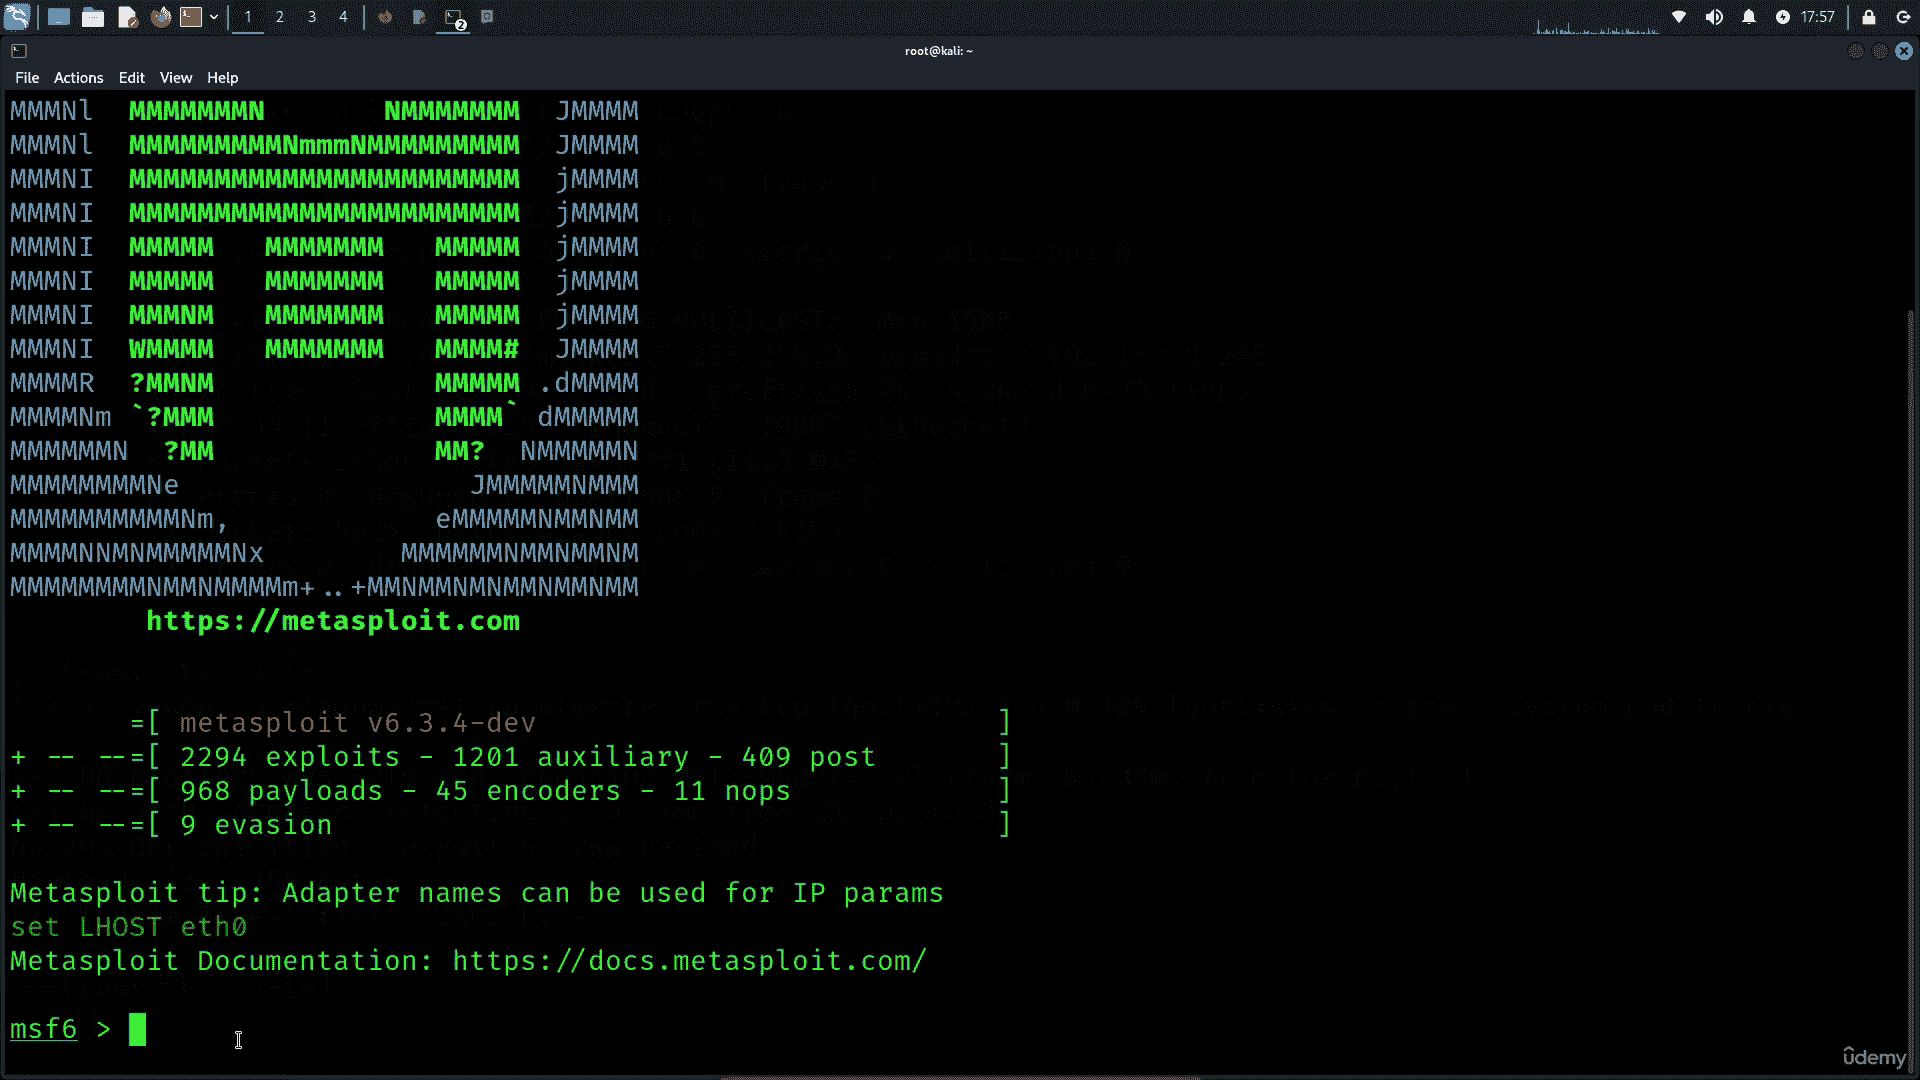 1 2 3 4 2 17:57
root@kali: ~
File Actions Edit View Help
MMMNl  MMMMMMMN       NMMMMMMM  JMMMM
MMMNl  MMMMMMMMMNmmmNMMMMMMMMM  JMMMM
MMMNI  MMMMMMMMMMMMMMMMMMMMMMM  jMMMM
MMMNI  MMMMMMMMMMMMMMMMMMMMMMM  jMMMM
MMMNI  MMMMM   MMMMMMM   MMMMM  jMMMM
MMMNI  MMMMM   MMMMMMM   MMMMM  jMMMM
MMMNI  MMMNM   MMMMMMM   MMMMM  jMMMM
MMMNI  WMMMM   MMMMMMM   MMMM#  JMMMM
MMMMR  ?MMNM             MMMMM .dMMMM
MMMMNm `?MMM             MMMM` dMMMMM
MMMMMMN  ?MM             MM?  NMMMMMN
MMMMMMMMNe                 JMMMMMNMMM
MMMMMMMMMMNm,            eMMMMMNMMNMM
MMMMNNMNMMMMMNx        MMMMMMNMMNMMNM
MMMMMMMMNMMNMMMMm+..+MMNMMNMNMMNMMNMM
https://metasploit.com
=[ metasploit v6.3.4-dev ]
+ -- --=[ 2294 exploits - 1201 auxiliary - 409 post ]
+ -- --=[ 968 payloads - 45 encoders - 11 nops ]
+ -- --=[ 9 evasion ]
Metasploit tip: Adapter names can be used for IP params
set LHOST eth0
Metasploit Documentation: https://docs.metasploit.com/
msf6 >
ûdemy